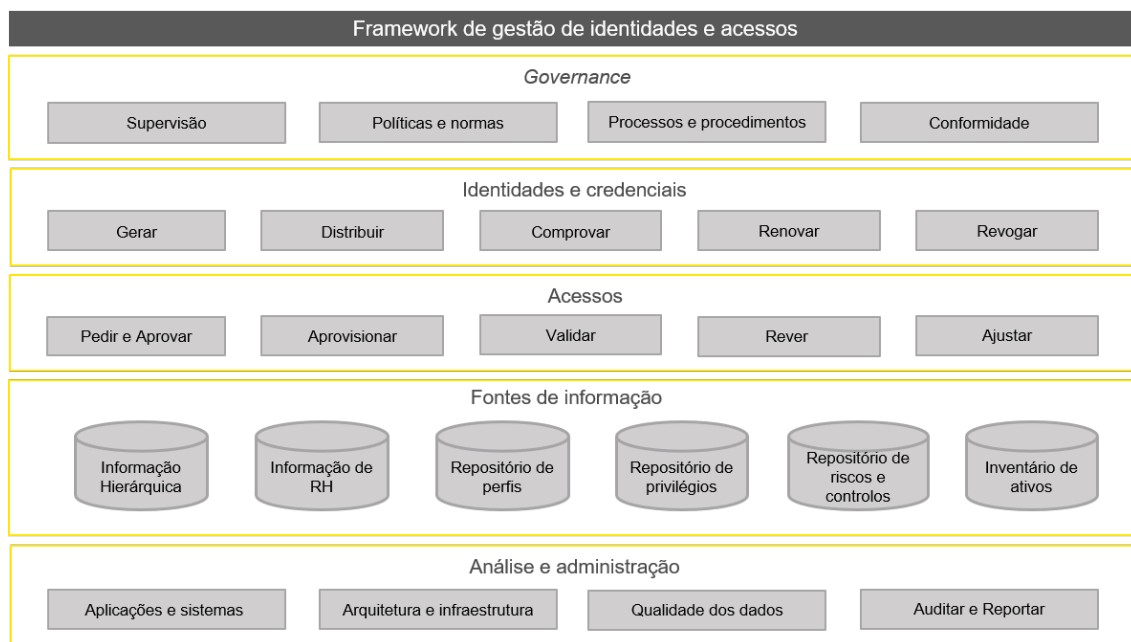 Framework de gestão de identidades e acessos
Governance
Supervisão
Políticas e normas
Processos e procedimentos
Conformidade
Identidades e credenciais
Gerar
Distribuir
Comprovar
Renovar
Revogar
Acessos
Pedir e Aprovar
Aprovisionar
Validar
Rever
Ajustar
Fontes de informação
Informação
Hierárquica
Informação de
RH
Repositório de
perfis
Repositório de
privilégios
Repositório de
riscos e
controlos
Inventário de
ativos
Análise e administração
Aplicações e sistemas
Arquitetura e infraestrutura
Qualidade dos dados
Auditar e Reportar